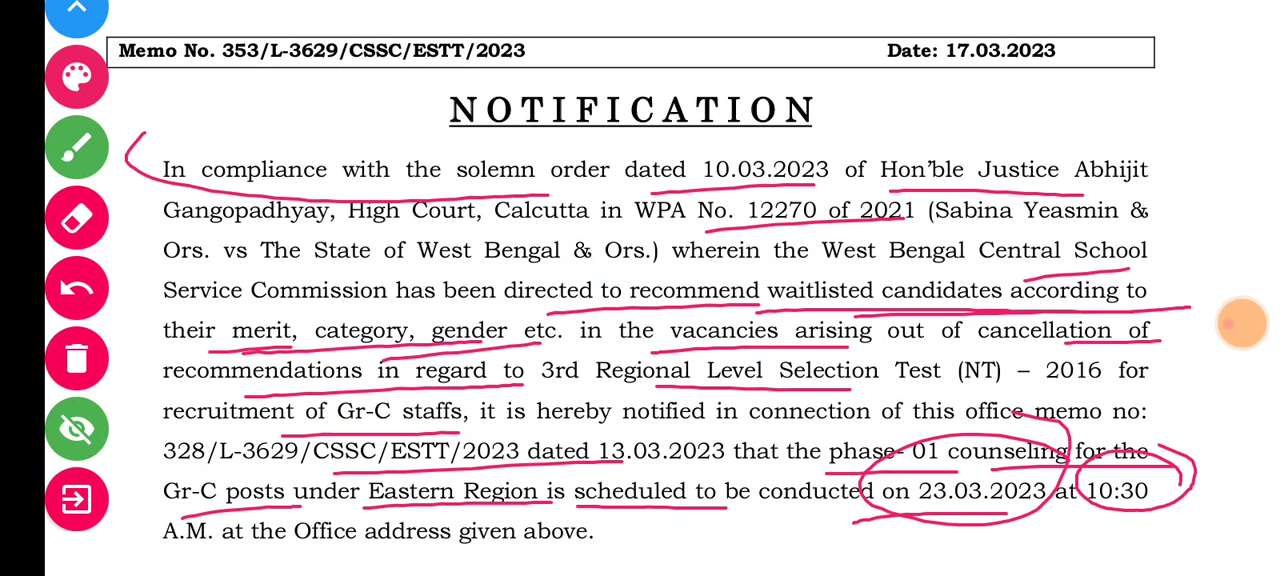 Memo No. 353/L-3629/CSSC/ESTT/2023 Date: 17.03.2023
NOTIFICATION
In compliance with the solemn order dated 10.03.2023 of Hon'ble Justice Abhijit
Gangopadhyay, High Court, Calcutta in WPA No. 12270 of 2021 (Sabina Yeasmin &
Ors. vs The State of West Bengal & Ors.) wherein the West Bengal Central School
Service Commission has been directed to recommend waitlisted candidates according to
their merit, category, gender etc. in the vacancies arising out of cancellation of
recommendations in regard to 3rd Regional Level Selection Test (NT) – 2016 for
recruitment of Gr-C staffs, it is hereby notified in connection of this office memo no:
328/L-3629/CSSC/ESTT/2023 dated 13.03.2023 that the phase- 01 counseling for the
Gr-C posts under Eastern Region is scheduled to be conducted on 23.03.2023 at 10:30
A.M. at the Office address given above.